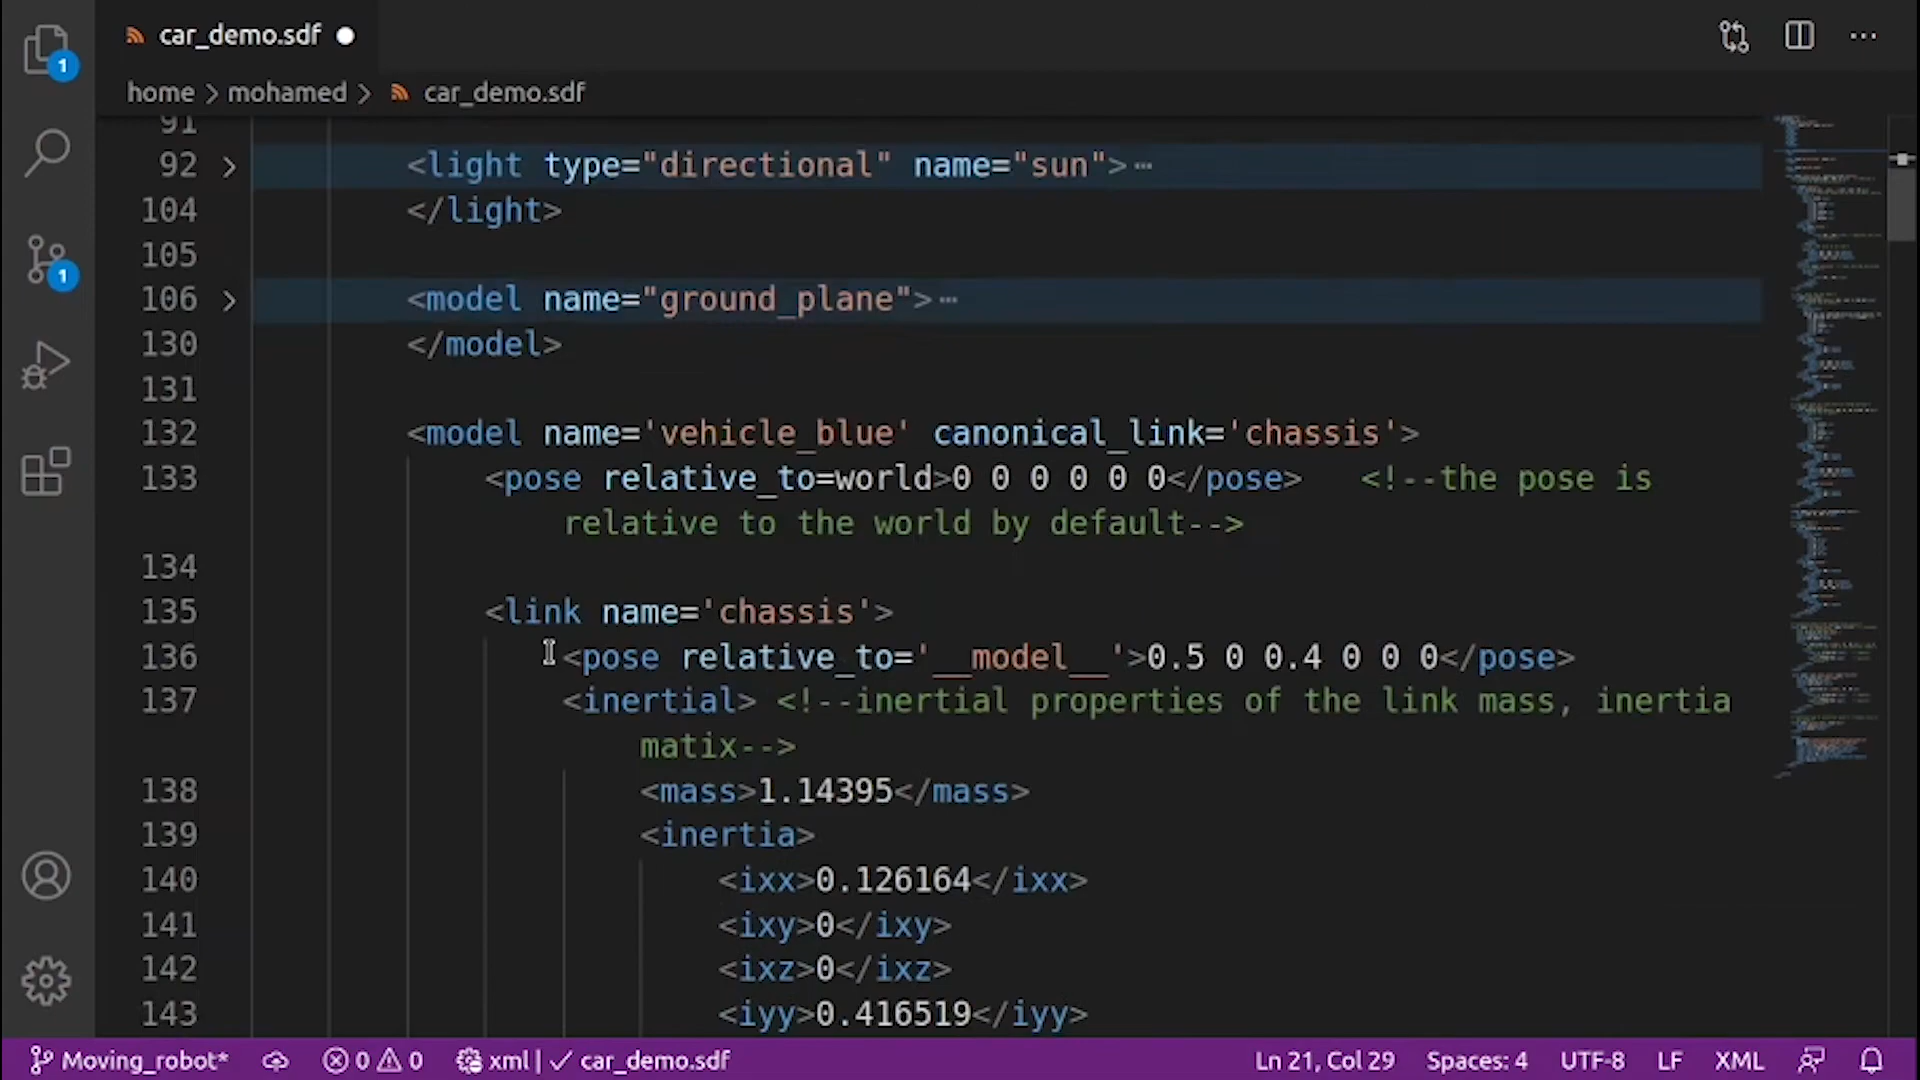 car_demo.sdf
home > mohamed > car_demo.sdf
1
1
91
92 > <light type="directional" name="sun">⋯
104 </light>
105
106 > <model name="ground_plane">⋯
130 </model>
131
132 <model name='vehicle_blue' canonical_link='chassis'>
133 <pose relative_to=world>0 0 0 0 0 0</pose> <!--the pose is
relative to the world by default-->
134
135 <link name='chassis'>
136 <pose relative_to='__model__'>0.5 0 0.4 0 0 0</pose>
137 <inertial> <!--inertial properties of the link mass, inertia
matix-->
138 <mass>1.14395</mass>
139 <inertia>
140 <ixx>0.126164</ixx>
141 <ixy>0</ixy>
142 <ixz>0</ixz>
143 <iyy>0.416519</iyy>
Moving_robot* 0 0 xml | ✓ car_demo.sdf Ln 21, Col 29 Spaces: 4 UTF-8 LF XML